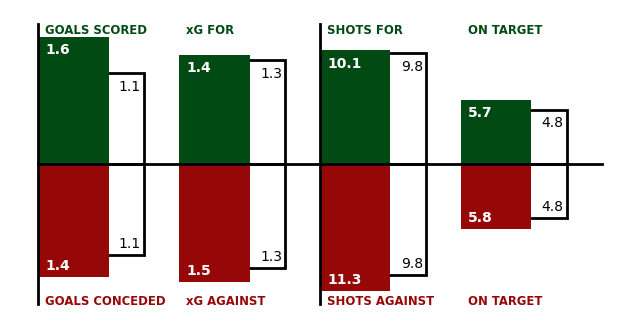 GOALS SCORED xG FOR SHOTS FOR ON TARGET
1.6 1.1 1.4 1.3 10.1 9.8 5.7 4.8
1.4 1.1 1.5 1.3 11.3 9.8 5.8 4.8
GOALS CONCEDED xG AGAINST SHOTS AGAINST ON TARGET